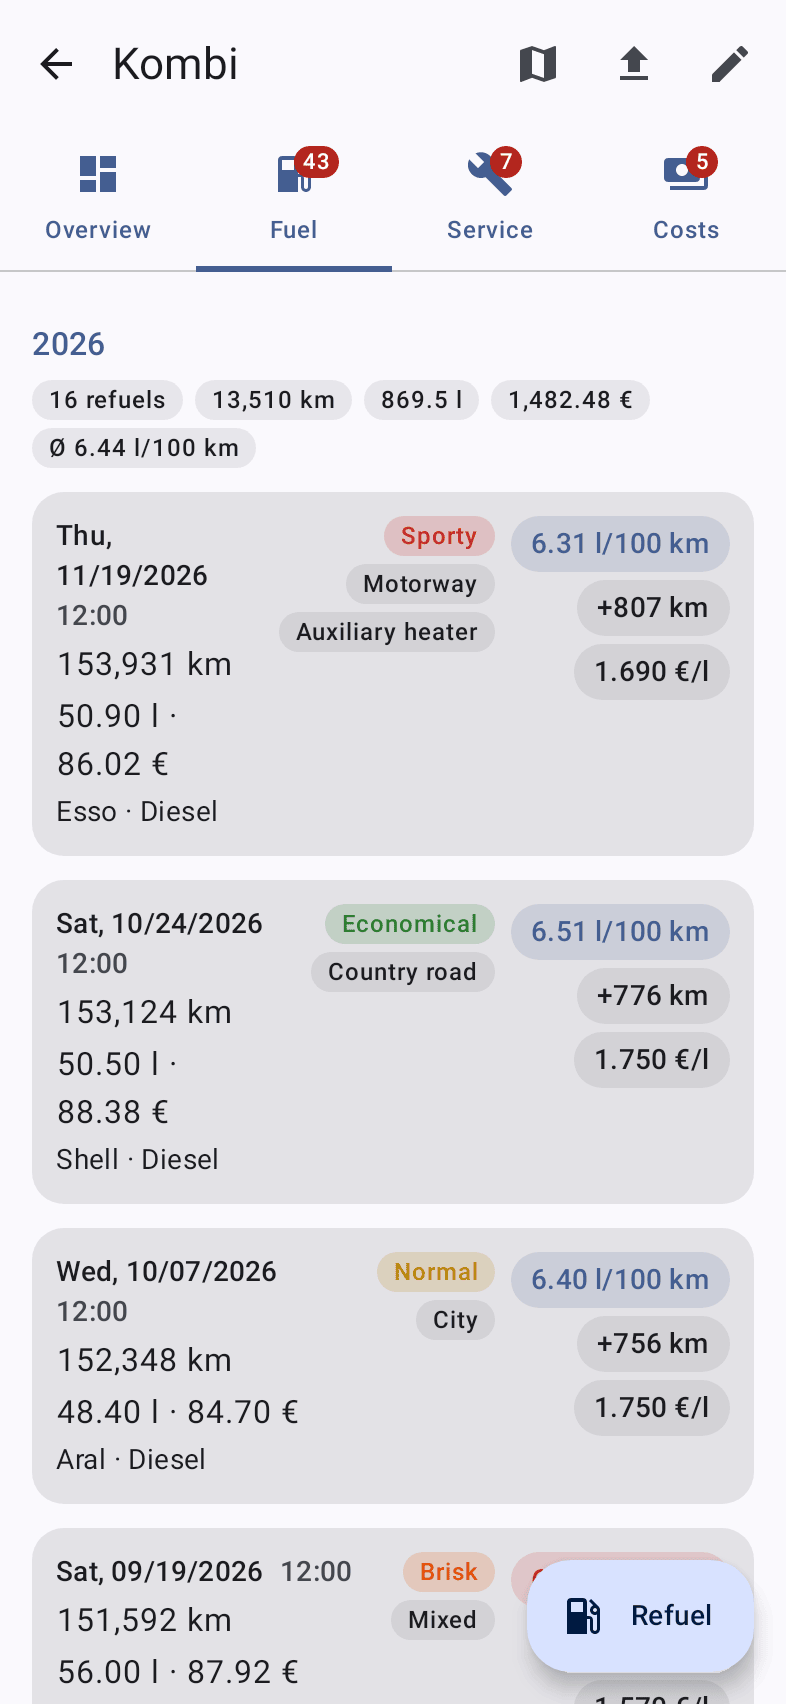 Kombi
43
7
5
Overview
Fuel
Service
Costs
2026
16 refuels
13,510 km
869.5 l
1,482.48 €
Ø 6.44 l/100 km
Thu,
11/19/2026
12:00
153,931 km
50.90 l ·
86.02 €
Esso · Diesel
Sporty
Motorway
Auxiliary heater
6.31 l/100 km
+807 km
1.690 €/l
Sat, 10/24/2026
12:00
153,124 km
50.50 l ·
88.38 €
Shell · Diesel
Economical
Country road
6.51 l/100 km
+776 km
1.750 €/l
Wed, 10/07/2026
12:00
152,348 km
48.40 l · 84.70 €
Aral · Diesel
Normal
City
6.40 l/100 km
+756 km
1.750 €/l
Sat, 09/19/2026 12:00
151,592 km
56.00 l · 87.92 €
Brisk
Mixed
Refuel